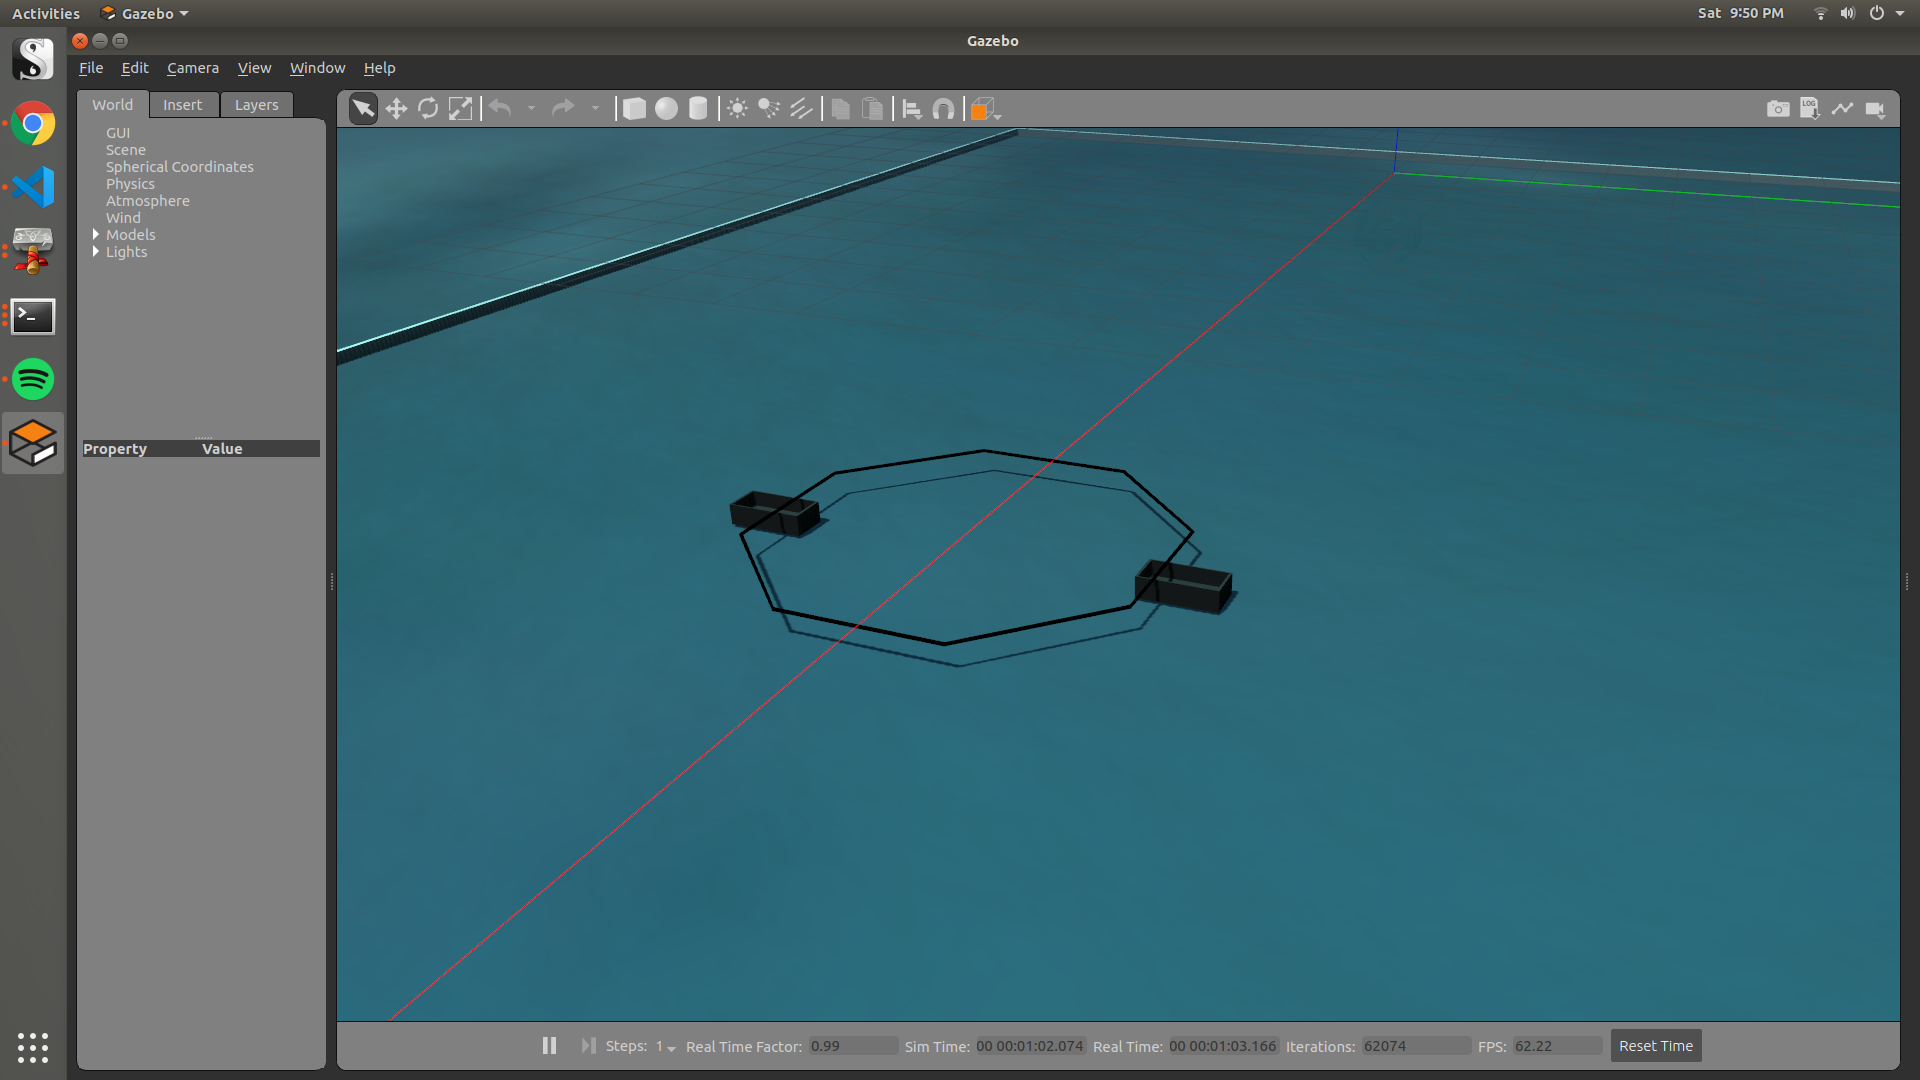 Activities Gazebo Sat 9:50 PM
Gazebo
File Edit Camera View Window Help
World Insert Layers
LOG
GUI
Scene
Spherical Coordinates
Physics
Atmosphere
Wind
Models
Lights
Property Value
Steps: 1 Real Time Factor: 0.99 Sim Time: 00 00:01:02.074 Real Time: 00 00:01:03.166 Iterations: 62074 FPS: 62.22 Reset Time